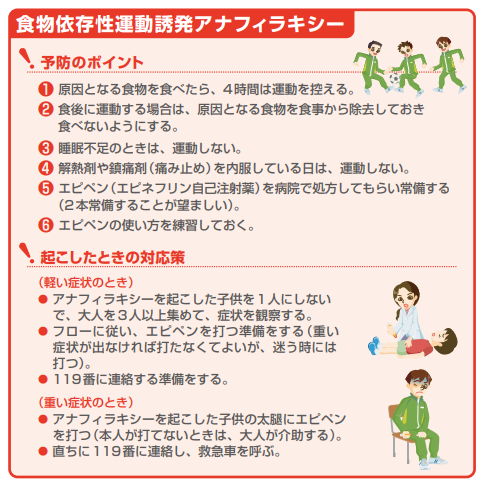 食物依存性運動誘発アナフィラキシー
予防のポイント
❶ 原因となる食物を食べたら、4時間は運動を控える。
❷ 食後に運動する場合は、原因となる食物を食事から除去しておき
食べないようにする。
❸ 睡眠不足のときは、運動しない。
❹ 解熱剤や鎮痛剤(痛み止め)を内服している日は、運動しない。
❺ エピペン(エピネフリン自己注射薬)を病院で処方してもらい常備する
(2本常備することが望ましい)。
❻ エピペンの使い方を練習しておく。
起こしたときの対応策
(軽い症状のとき)
● アナフィラキシーを起こした子供を1人にしない
で、大人を3人以上集めて、症状を観察する。
● フローに従い、エピペンを打つ準備をする(重い
症状が出なければ打たなくてよいが、迷う時には
打つ)。
● 119番に連絡する準備をする。
(重い症状のとき)
● アナフィラキシーを起こした子供の太腿にエピペン
を打つ(本人が打てないときは、大人が介助する)。
● 直ちに119番に連絡し、救急車を呼ぶ。